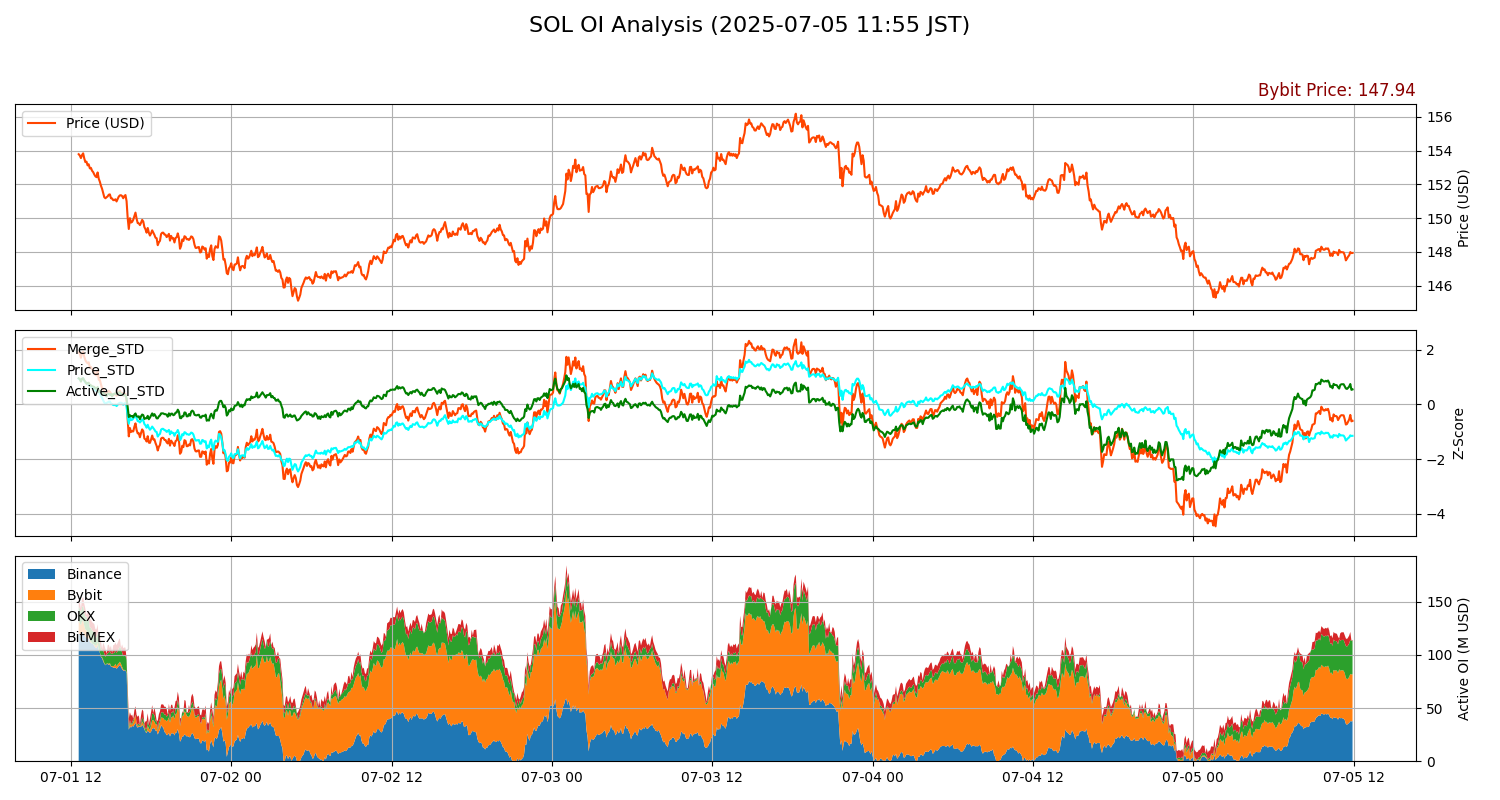 SOL OI Analysis (2025-07-05 11:55 JST)
Bybit Price: 147.94
Price (USD)
156
154
152
150
148
146
Price (USD)
Merge_STD
Price_STD
Active_OI_STD
2
0
−2
−4
Z-Score
Binance
Bybit
OKX
BitMEX
150
100
50
0
Active OI (M USD)
07-01 12
07-02 00
07-02 12
07-03 00
07-03 12
07-04 00
07-04 12
07-05 00
07-05 12